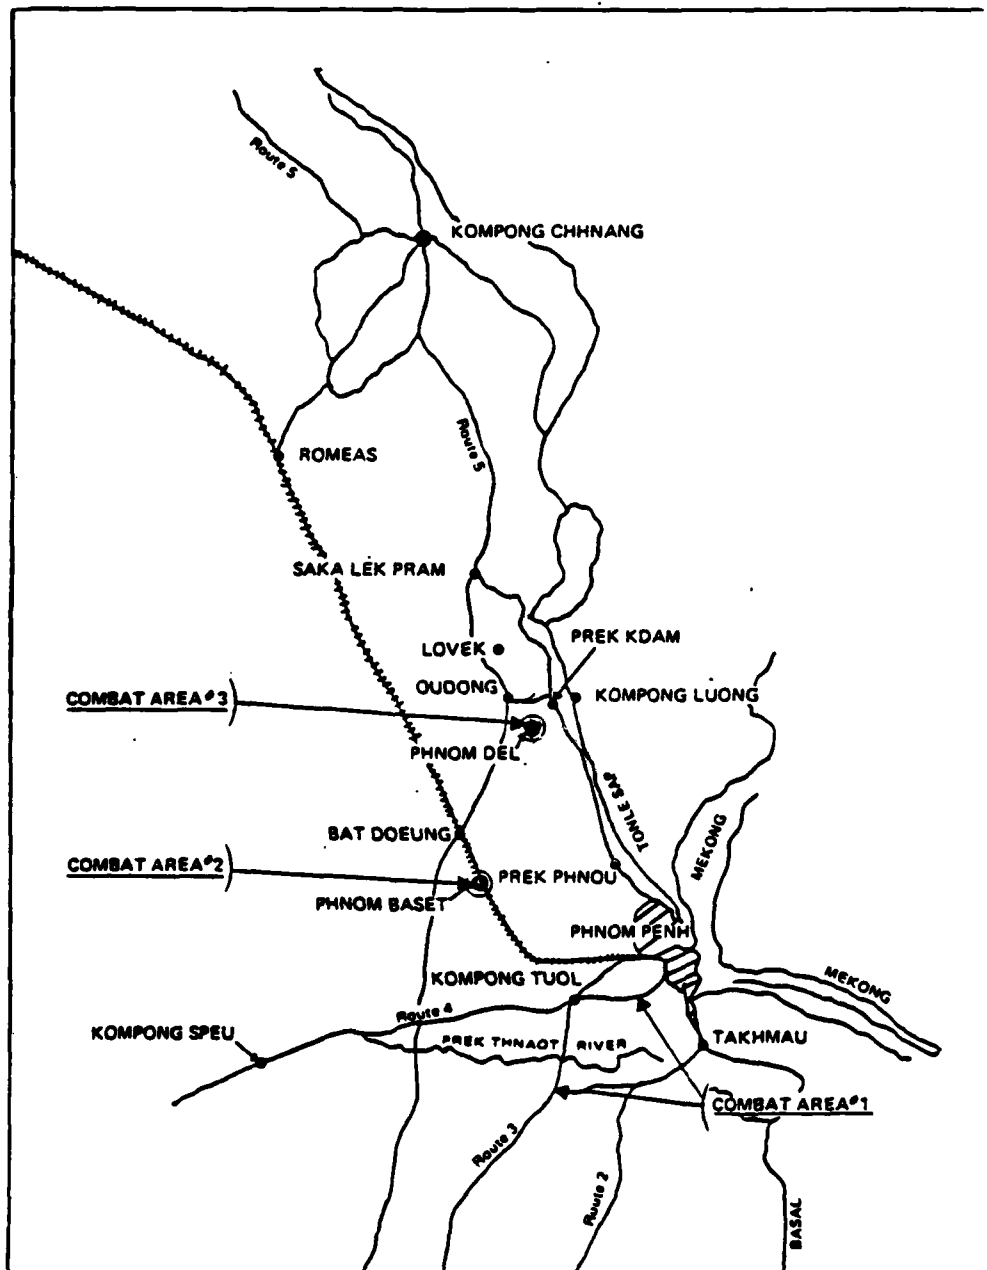 Route 5
KOMPONG CHHNANG
Route 5
ROMEAS
SAKA LEK PRAM
PREK KDAM
LOVEK
OUDONG
KOMPONG LUONG
COMBAT AREA #3
PHNOM DEL
TONLE SAP
MEKONG
BAT DOEUNG
COMBAT AREA #2
PREK PHNOU
PHNOM BASET
PHNOM PENH
KOMPONG TUOL
MEKONG
Route 4
KOMPONG SPEU
PREK THNAOT RIVER
TAKHMAU
COMBAT AREA #1
Route 3
Route 2
BASAL